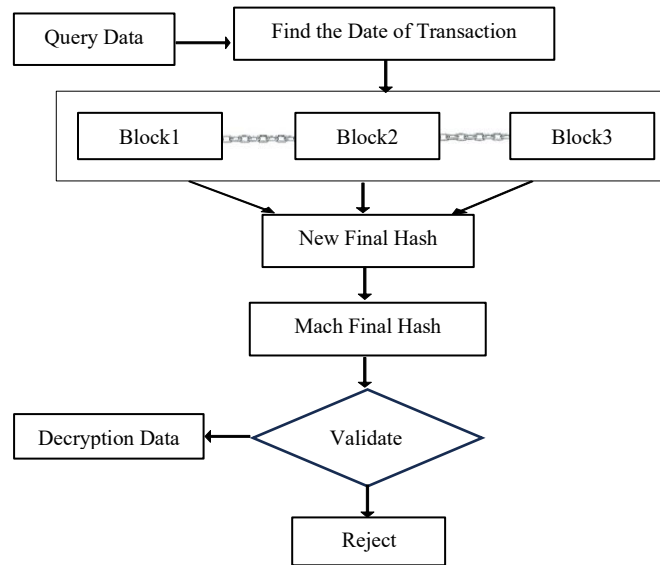 Query Data
Find the Date of Transaction
Block1
Block2
Block3
New Final Hash
Mach Final Hash
Decryption Data
Validate
Reject